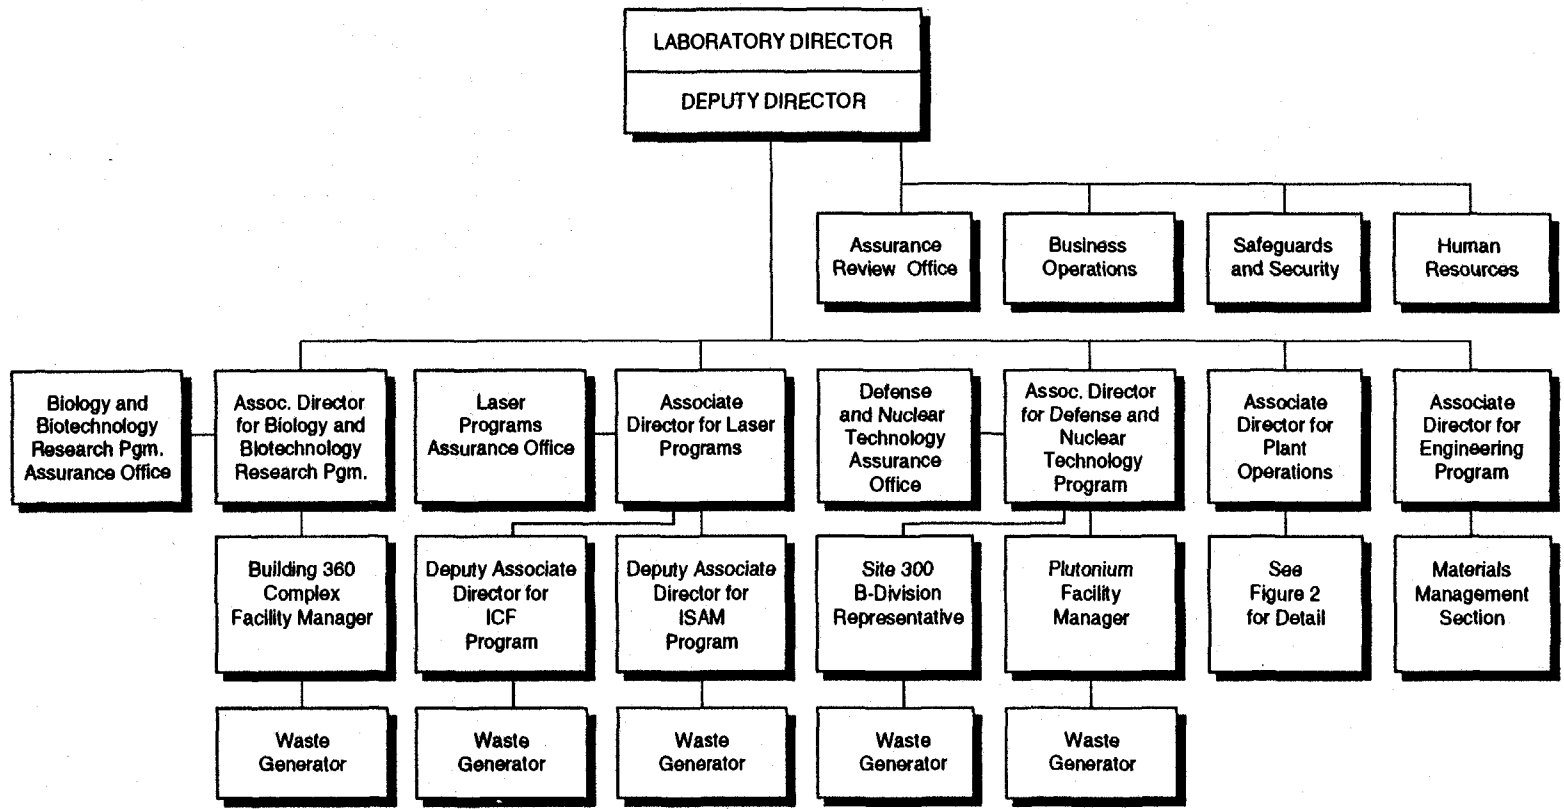 LABORATORY DIRECTOR
DEPUTY DIRECTOR
Assurance
Review Office
Business
Operations
Safeguards
and Security
Human
Resources
Biology and
Biotechnology
Research Pgm.
Assurance Office
Assoc. Director
for Biology and
Biotechnology
Research Pgm.
Laser
Programs
Assurance Office
Associate
Director for Laser
Programs
Defense
and Nuclear
Technology
Assurance
Office
Assoc. Director
for Defense and
Nuclear
Technology
Program
Associate
Director for
Plant
Operations
Associate
Director for
Engineering
Program
Building 360
Complex
Facility Manager
Deputy Associate
Director for
ICF
Program
Deputy Associate
Director for
ISAM
Program
Site 300
B-Division
Representative
Plutonium
Facility
Manager
See
Figure 2
for Detail
Materials
Management
Section
Waste
Generator
Waste
Generator
Waste
Generator
Waste
Generator
Waste
Generator